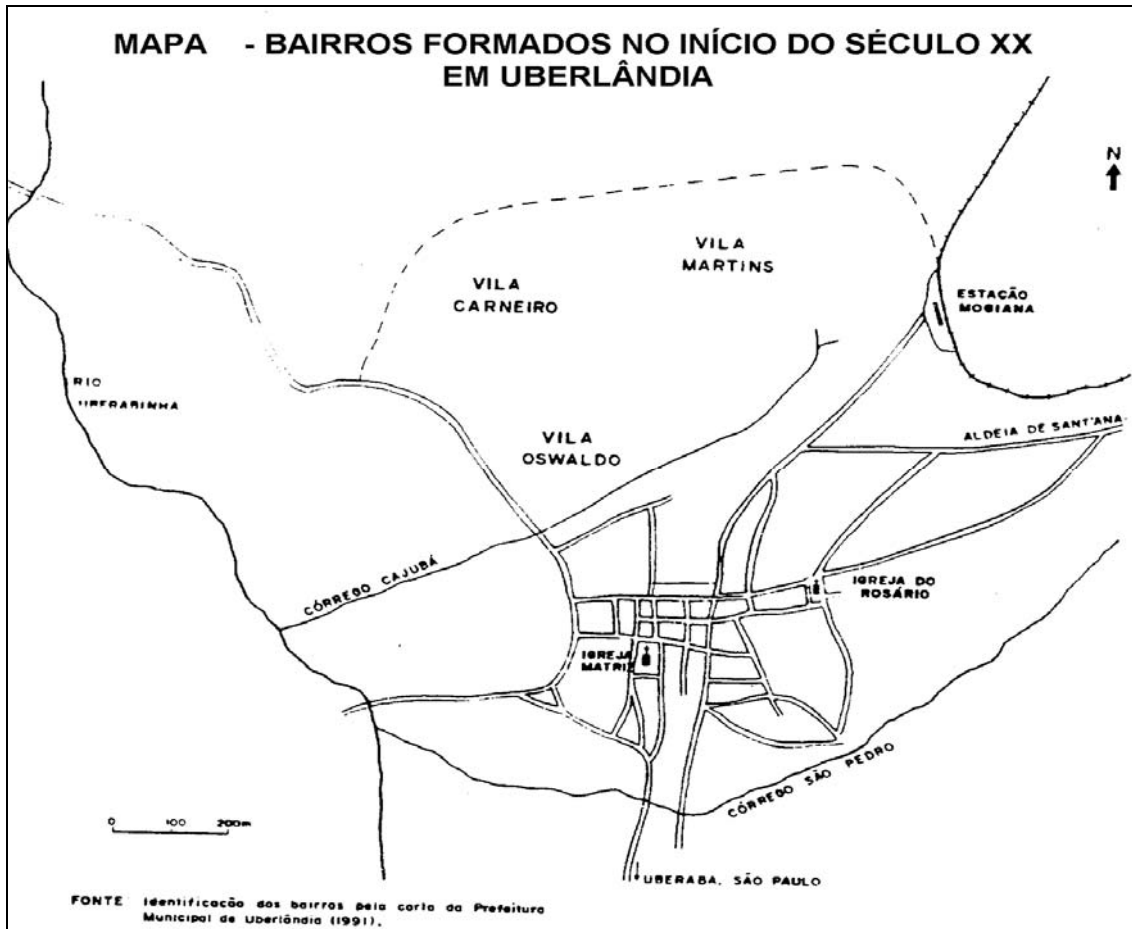 MAPA - BAIRROS FORMADOS NO INÍCIO DO SÉCULO XX
EM UBERLÂNDIA
N
VILA
MARTINS
VILA
CARNEIRO
ESTAÇÃO
MOGIANA
RIO
UBERABINHA
VILA
OSWALDO
ALDEIA DE SANT'ANA
CÓRREGO CAJUBÁ
IGREJA DO
ROSÁRIO
IGREJA
MATRIZ
CÓRREGO SÃO PEDRO
0 100 200m
UBERABA, SÃO PAULO
FONTE: Identificação dos bairros pela carta da Prefeitura
Municipal de Uberlândia (1991).